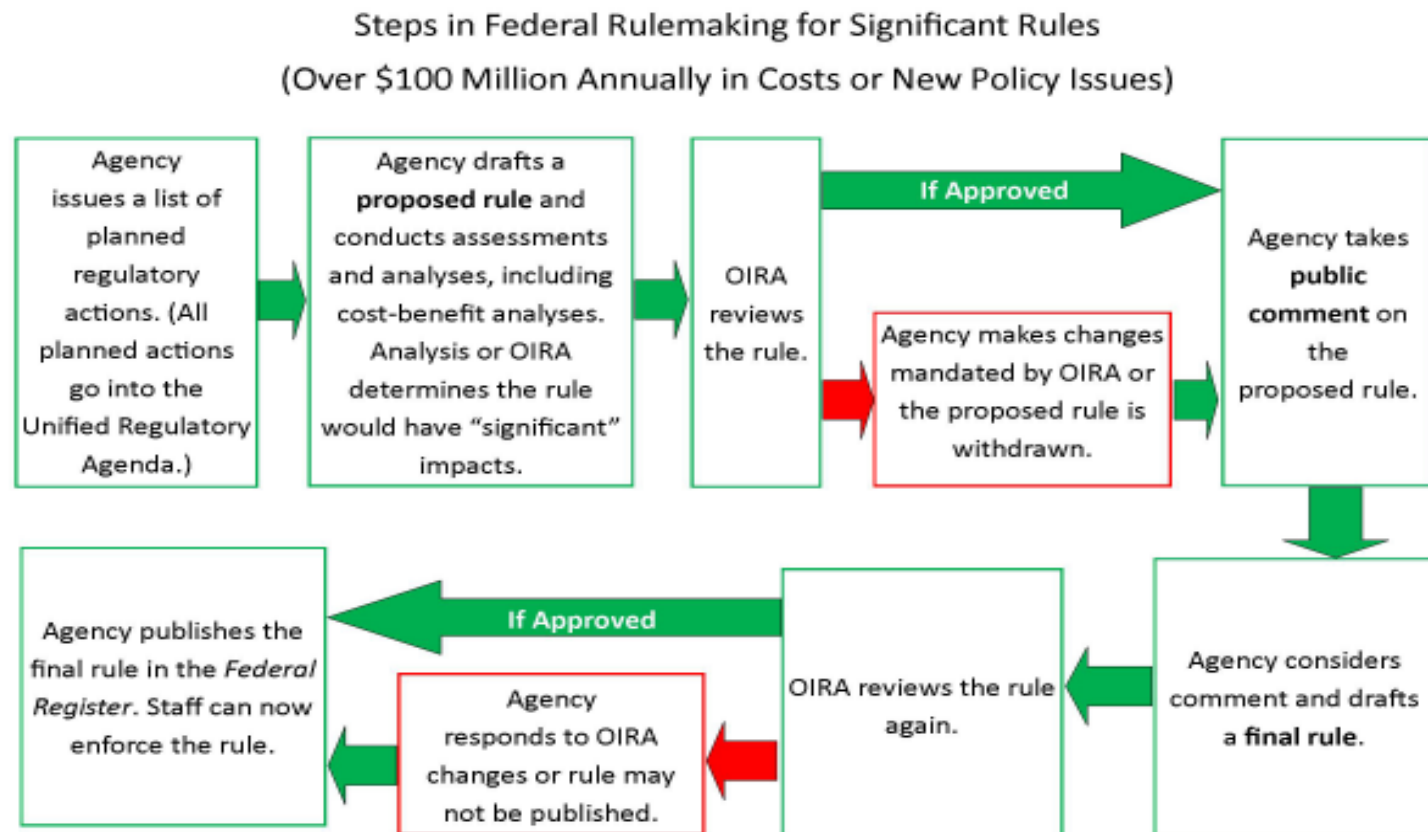 Steps in Federal Rulemaking for Significant Rules
(Over $100 Million Annually in Costs or New Policy Issues)
Agency
issues a list of
planned
regulatory
actions. (All
planned actions
go into the
Unified Regulatory
Agenda.)
Agency drafts a
proposed rule and
conducts assessments
and analyses, including
cost-benefit analyses.
Analysis or OIRA
determines the rule
would have “significant”
impacts.
OIRA
reviews
the rule.
If Approved
Agency makes changes
mandated by OIRA or
the proposed rule is
withdrawn.
Agency takes
public
comment on
the
proposed rule.
Agency considers
comment and drafts
a final rule.
OIRA reviews the rule
again.
If Approved
Agency
responds to OIRA
changes or rule may
not be published.
Agency publishes the
final rule in the Federal
Register. Staff can now
enforce the rule.